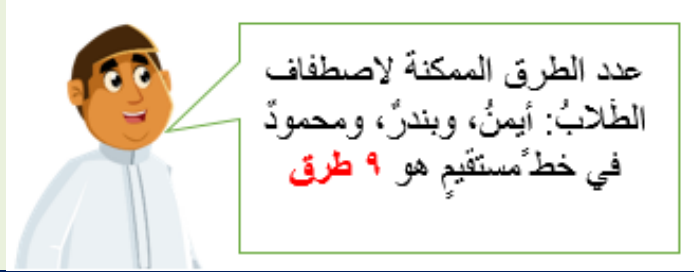 عدد الطرق الممكنة لاصطفاف
الطلابُ: أيمنُ، وبندرٌ، ومحمودٌ
في خطٍّ مستقيمٍ هو ٩ طرق